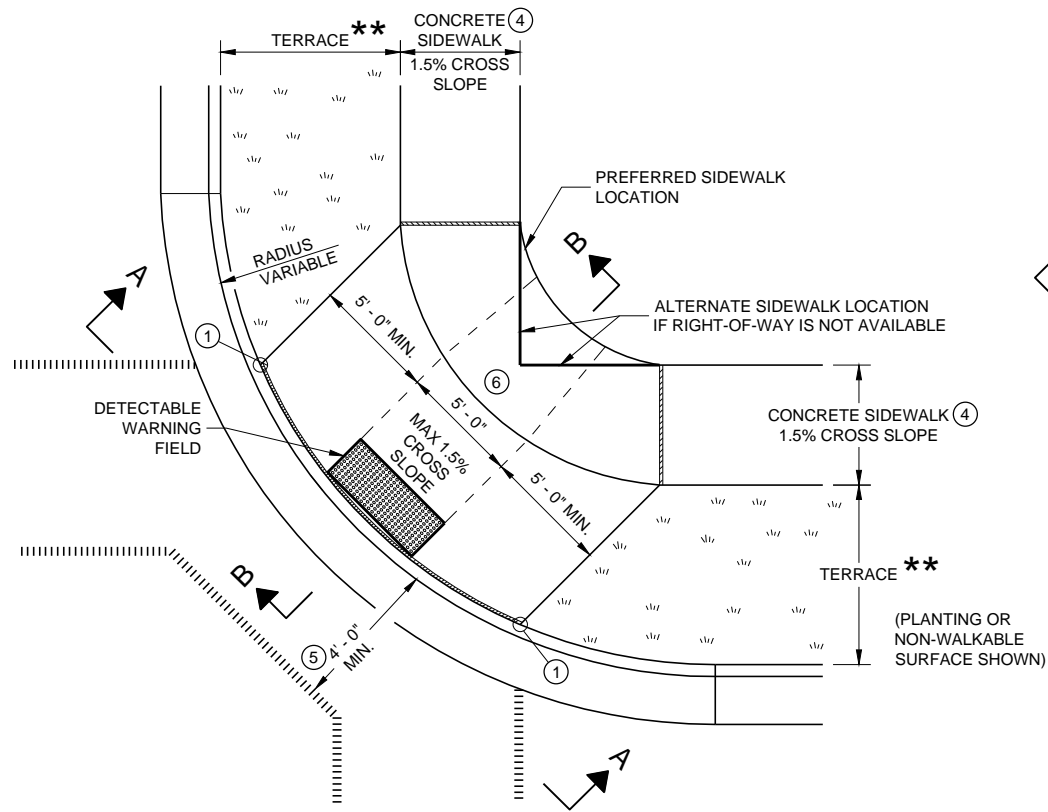 TERRACE **
CONCRETE ④
SIDEWALK
1.5% CROSS
SLOPE
PREFERRED SIDEWALK
LOCATION
RADIUS
VARIABLE
B
A
ALTERNATE SIDEWALK LOCATION
IF RIGHT-OF-WAY IS NOT AVAILABLE
①
5' - 0" MIN.
⑥
DETECTABLE
WARNING
FIELD
5' - 0"
MAX 1.5%
CROSS
SLOPE
CONCRETE SIDEWALK ④
1.5% CROSS SLOPE
5' - 0" MIN.
TERRACE **
B
(PLANTING OR
NON-WALKABLE
SURFACE SHOWN)
⑤ 4' - 0"
MIN.
①
A